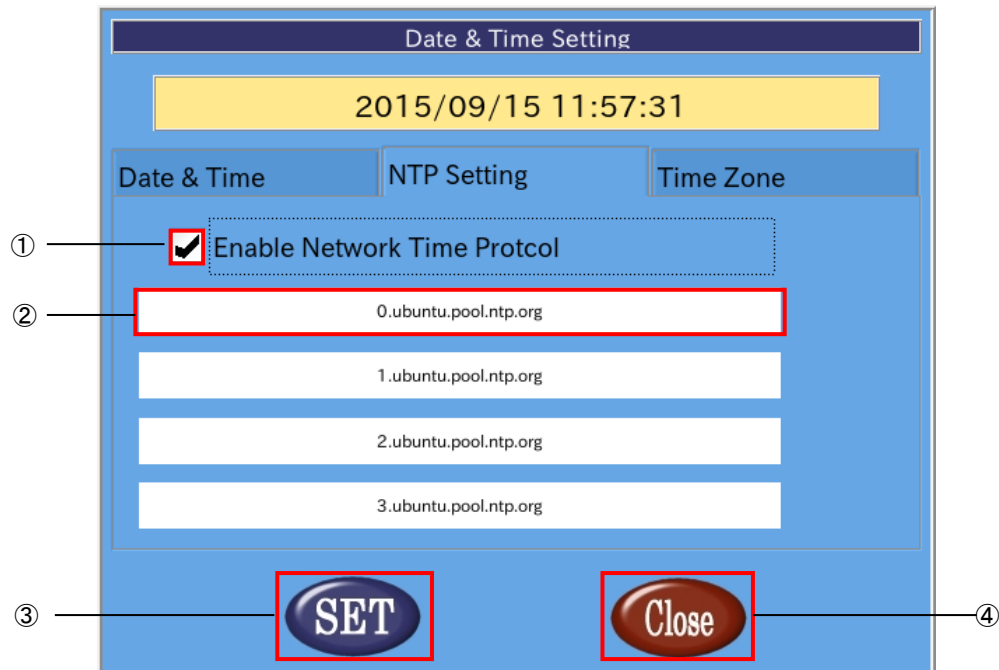 Date & Time Setting
2015/09/15 11:57:31
Date & Time
NTP Setting
Time Zone
① Enable Network Time Protcol
② 0.ubuntu.pool.ntp.org
1.ubuntu.pool.ntp.org
2.ubuntu.pool.ntp.org
3.ubuntu.pool.ntp.org
③ SET
Close ④